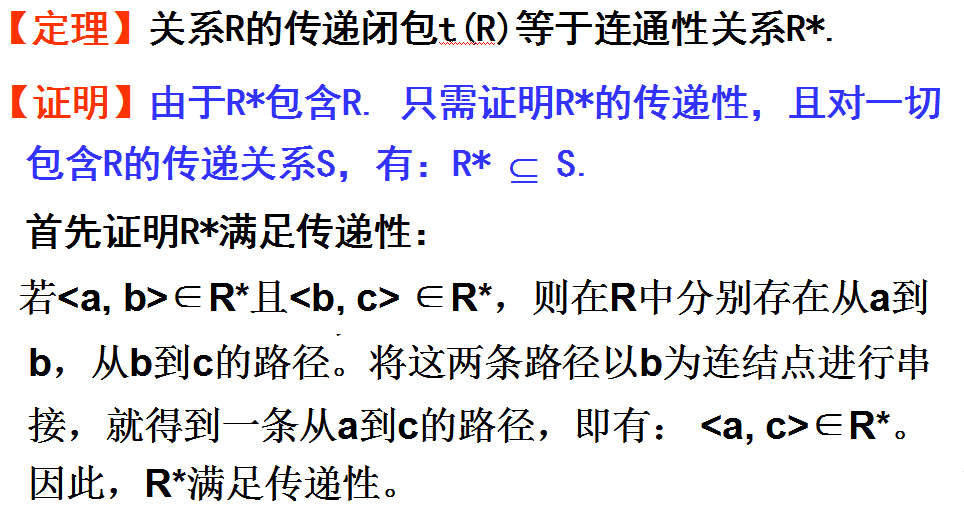 【定理】关系R的传递闭包t(R)等于连通性关系R*.
【证明】由于R*包含R. 只需证明R*的传递性，且对一切
包含R的传递关系S，有：R* ⊆ S.
首先证明R*满足传递性：
若<a, b>∈R*且<b, c> ∈R*，则在R中分别存在从a到
b，从b到c的路径。将这两条路径以b为连结点进行串
接，就得到一条从a到c的路径，即有： <a, c>∈R*。
因此，R*满足传递性。